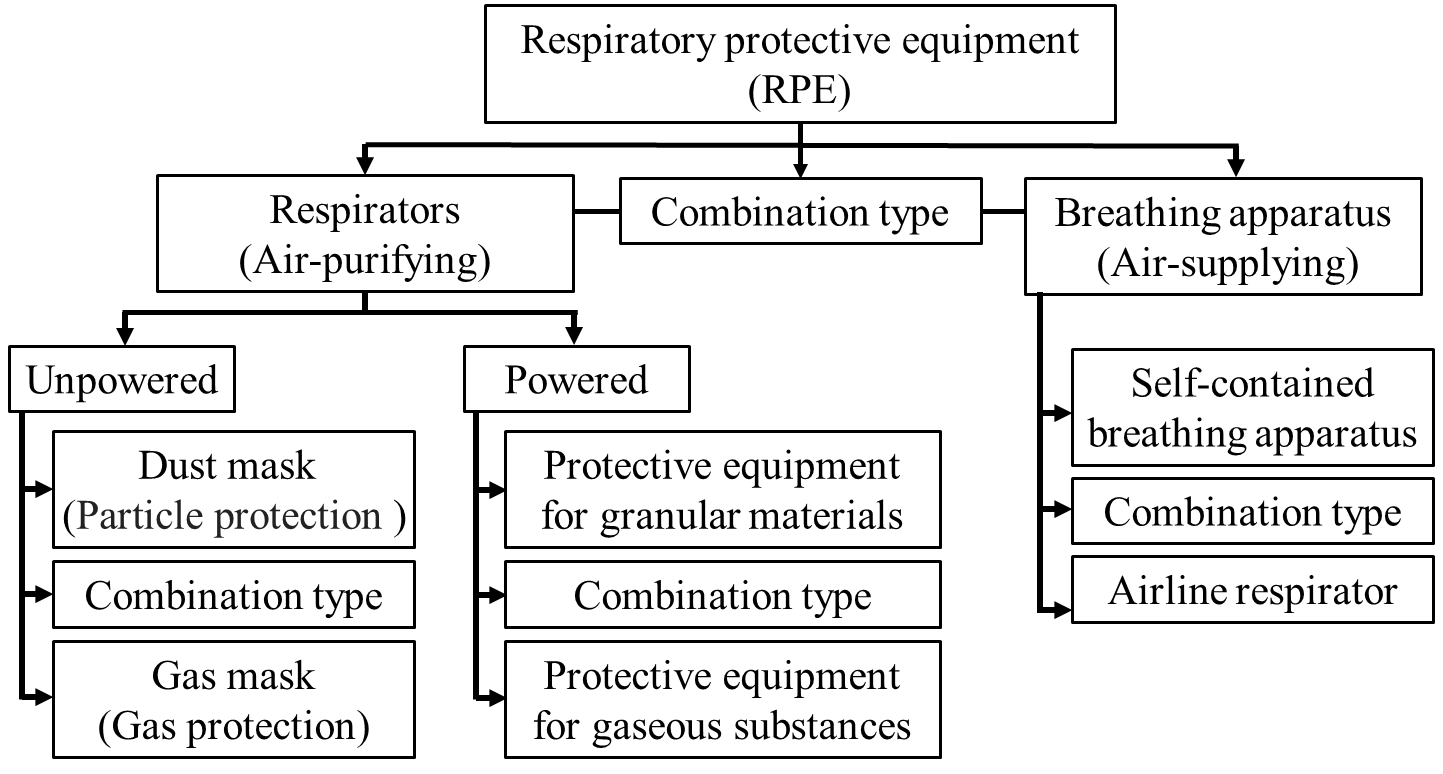 Respiratory protective equipment
(RPE)
Respirators
(Air-purifying)
Combination type
Breathing apparatus
(Air-supplying)
Unpowered
Dust mask
(Particle protection )
Combination type
Gas mask
(Gas protection)
Powered
Protective equipment
for granular materials
Combination type
Protective equipment
for gaseous substances
Self-contained
breathing apparatus
Combination type
Airline respirator